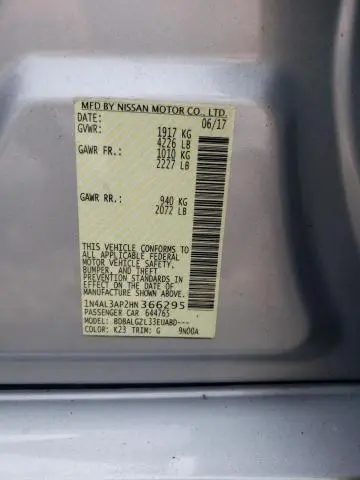 MFD BY NISSAN MOTOR CO., LTD.
DATE: 06/17
GVWR: 1917 KG
4226 LB
GAWR FR.: 1010 KG
2227 LB
GAWR RR.: 940 KG
2072 LB
THIS VEHICLE CONFORMS TO
ALL APPLICABLE FEDERAL
MOTOR VEHICLE SAFETY,
BUMPER, AND THEFT
PREVENTION STANDARDS IN
EFFECT ON THE DATE OF
MANUFACTURE SHOWN ABOVE.
1N4AL3AP2HN366295
PASSENGER CAR 644765
MODEL: BDBALGZL33EUABD---
COLOR: K23 TRIM: G 9N00A